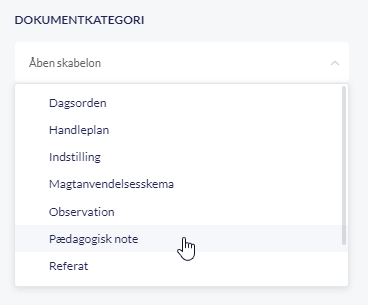 DOKUMENTKATEGORI
Åben skabelon
Dagsorden
Handleplan
Indstilling
Magtanvendelsesskema
Observation
Pædagogisk note
Referat